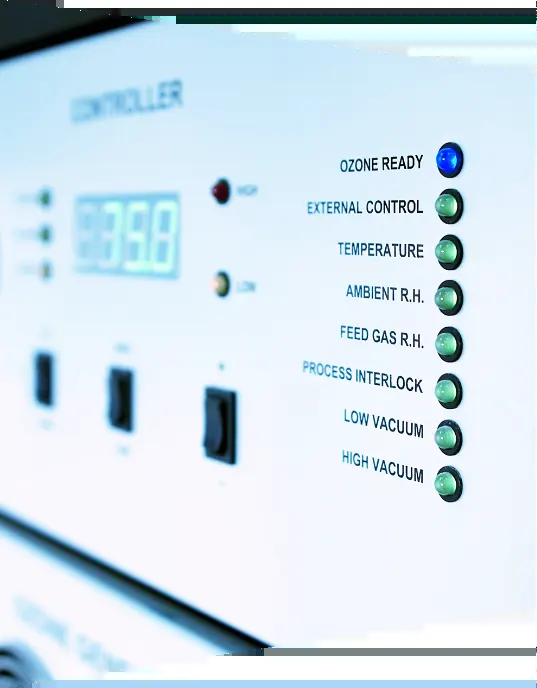 CONTROLLER
HIGH
LOW
OZONE READY
EXTERNAL CONTROL
TEMPERATURE
AMBIENT R.H.
FEED GAS R.H.
PROCESS INTERLOCK
LOW VACUUM
HIGH VACUUM